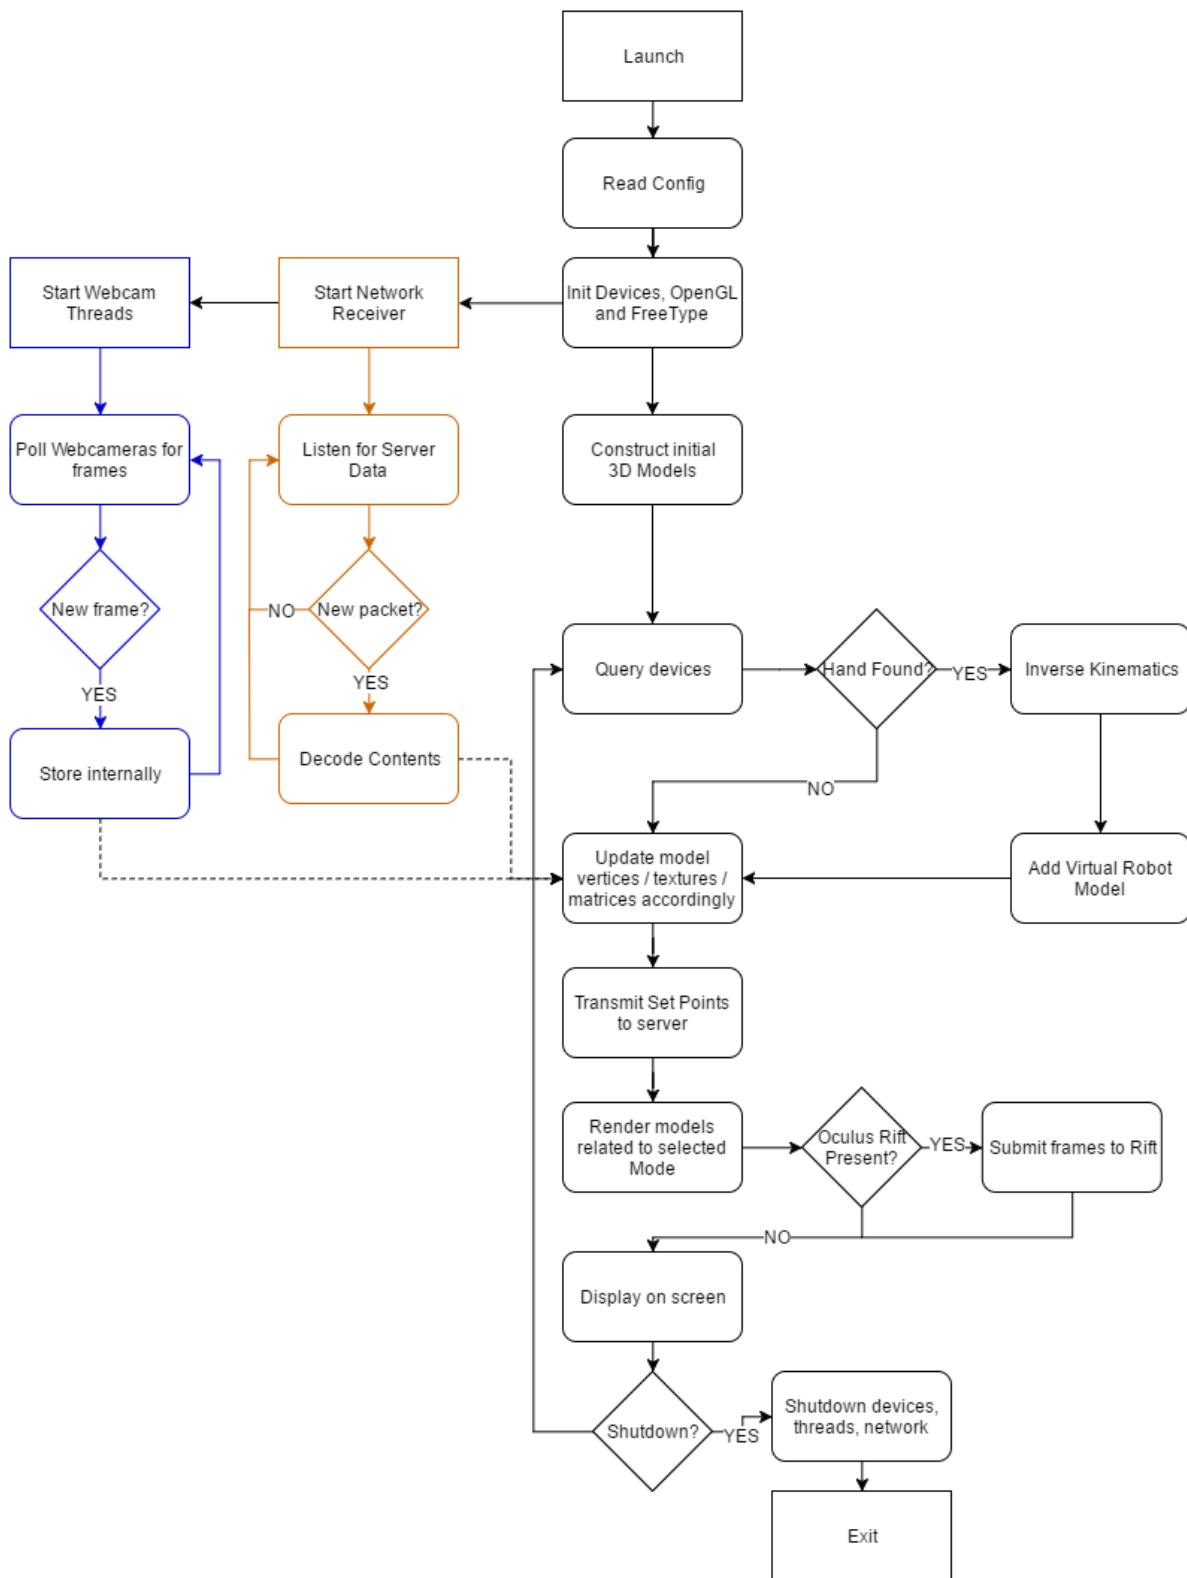 Launch
Read Config
Start Webcam
Threads
Start Network
Receiver
Init Devices, OpenGL
and FreeType
Poll Webcameras for
frames
Listen for Server
Data
Construct initial
3D Models
New frame?
NO
New packet?
YES
YES
Query devices
Hand Found?
YES
Inverse Kinematics
Store internally
Decode Contents
NO
Update model
vertices / textures /
matrices accordingly
Add Virtual Robot
Model
Transmit Set Points
to server
Render models
related to selected
Mode
Oculus Rift
Present?
YES
Submit frames to Rift
NO
Display on screen
Shutdown?
YES
Shutdown devices,
threads, network
Exit